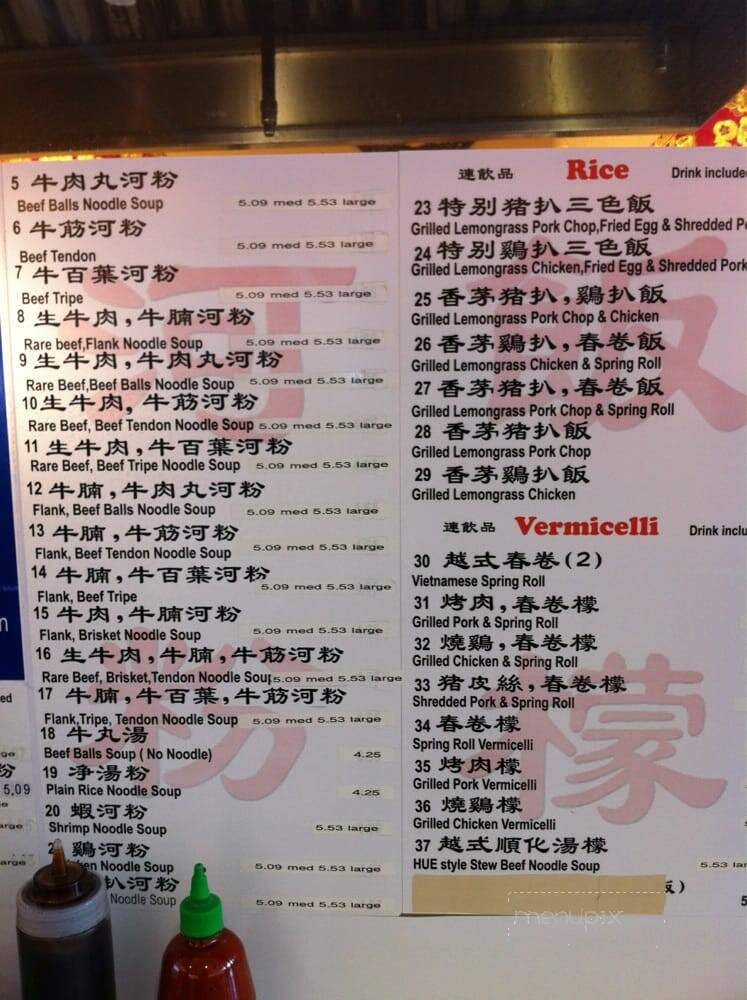 5 牛肉丸河粉
Beef Balls Noodle Soup 5.09 med 5.53 large
6 牛筋河粉
Beef Tendon 5.09 med 5.53 large
7 牛百葉河粉
Beef Tripe 5.09 med 5.53 large
8 生牛肉,牛腩河粉
Rare beef,Flank Noodle Soup 5.09 med 5.53 large
9 生牛肉,牛肉丸河粉
Rare Beef,Beef Balls Noodle Soup 5.09 med 5.53 large
10 生牛肉,牛筋河粉
Rare Beef, Beef Tendon Noodle Soup 5.09 med 5.53 large
11 生牛肉,牛百葉河粉
Rare Beef, Beef Tripe Noodle Soup 5.09 med 5.53 large
12 牛腩,牛肉丸河粉
Flank, Beef Balls Noodle Soup 5.09 med 5.53 large
13 牛腩,牛筋河粉
Flank, Beef Tendon Noodle Soup 5.09 med 5.53 large
14 牛腩,牛百葉河粉
Flank, Beef Tripe 5.09 med 5.53 large
15 牛肉,牛腩河粉
Flank, Brisket Noodle Soup 5.09 med 5.53 large
16 生牛肉,牛腩,牛筋河粉
Rare Beef, Brisket,Tendon Noodle Soup 5.09 med 5.53 large
17 牛腩,牛百葉,牛筋河粉
Flank,Tripe, Tendon Noodle Soup 5.09 med 5.53 large
18 牛丸湯
Beef Balls Soup ( No Noodle) 4.25
19 凈湯粉
Plain Rice Noodle Soup 4.25
20 蝦河粉
Shrimp Noodle Soup 5.53 large
鷄河粉
Noodle Soup 5.09 med 5.53 large
扒河粉
Noodle Soup 5.09 med 5.53 large
河
粉
連飲品 Rice Drink included
23 特别猪扒三色飯
Grilled Lemongrass Pork Chop,Fried Egg & Shredded
24 特别鷄扒三色飯
Grilled Lemongrass Chicken,Fried Egg & Shredded Pork
25 香茅猪扒,鷄扒飯
Grilled Lemongrass Pork Chop & Chicken
26 香茅鷄扒,春卷飯
Grilled Lemongrass Chicken & Spring Roll
27 香茅猪扒,春卷飯
Grilled Lemongrass Pork Chop & Spring Roll
28 香茅猪扒飯
Grilled Lemongrass Pork Chop
29 香茅鷄扒飯
Grilled Lemongrass Chicken
飯
連飲品 Vermicelli Drink
30 越式春卷(2)
Vietnamese Spring Roll
31 烤肉,春卷檬
Grilled Pork & Spring Roll
32 燒鷄,春卷檬
Grilled Chicken & Spring Roll
33 猪皮絲,春卷檬
Shredded Pork & Spring Roll
34 春卷檬
Spring Roll Vermicelli
35 烤肉檬
Grilled Pork Vermicelli
36 燒鷄檬
Grilled Chicken Vermicelli
37 越式順化湯檬
HUE style Stew Beef Noodle Soup 5.53
檬
飯)
menupix
5,09